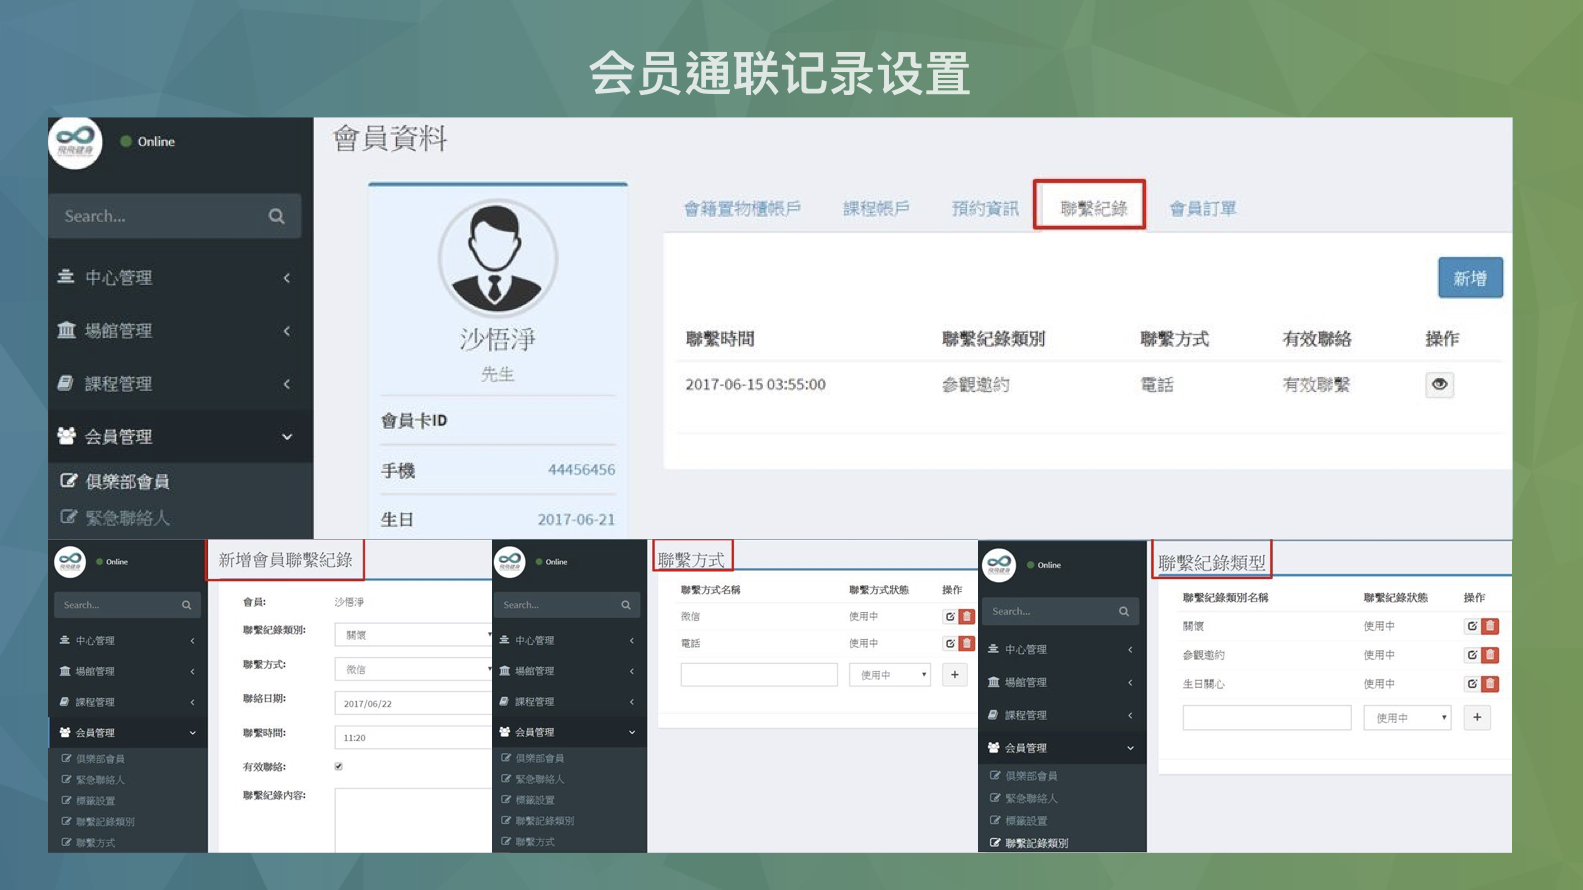 会员通联记录设置
飛飛健身
Online
會員資料
Search...
中心管理
場館管理
課程管理
会員管理
俱樂部會員
緊急聯絡人
沙悟淨
先生
會員卡ID
手機 44456456
生日 2017-06-21
會籍置物櫃帳戶 課程帳戶 預約資訊 聯繫紀錄 會員訂單
新增
聯繫時間 聯繫紀錄類別 聯繫方式 有效聯絡 操作
2017-06-15 03:55:00 參觀邀約 電話 有效聯繫
飛飛健身
Online
Search...
中心管理
場館管理
課程管理
会員管理
俱樂部會員
緊急聯絡人
標籤設置
聯繫記錄類別
聯繫方式
新增會員聯繫紀錄
會員: 沙悟淨
聯繫紀錄類別: 關懷
聯繫方式: 微信
聯絡日期: 2017/06/22
聯繫時間: 11:20
有效聯絡:
聯繫紀錄內容:
飛飛健身
Online
Search...
中心管理
場館管理
課程管理
会員管理
俱樂部會員
緊急聯絡人
標籤設置
聯繫記錄類別
聯繫方式
聯繫方式
聯繫方式名稱 聯繫方式狀態 操作
微信 使用中
電話 使用中
使用中
+
飛飛健身
Online
Search...
中心管理
場館管理
課程管理
会員管理
俱樂部會員
緊急聯絡人
標籤設置
聯繫記錄類別
聯繫紀錄類型
聯繫紀錄類別名稱 聯繫紀錄狀態 操作
關懷 使用中
參觀邀約 使用中
生日關心 使用中
使用中
+